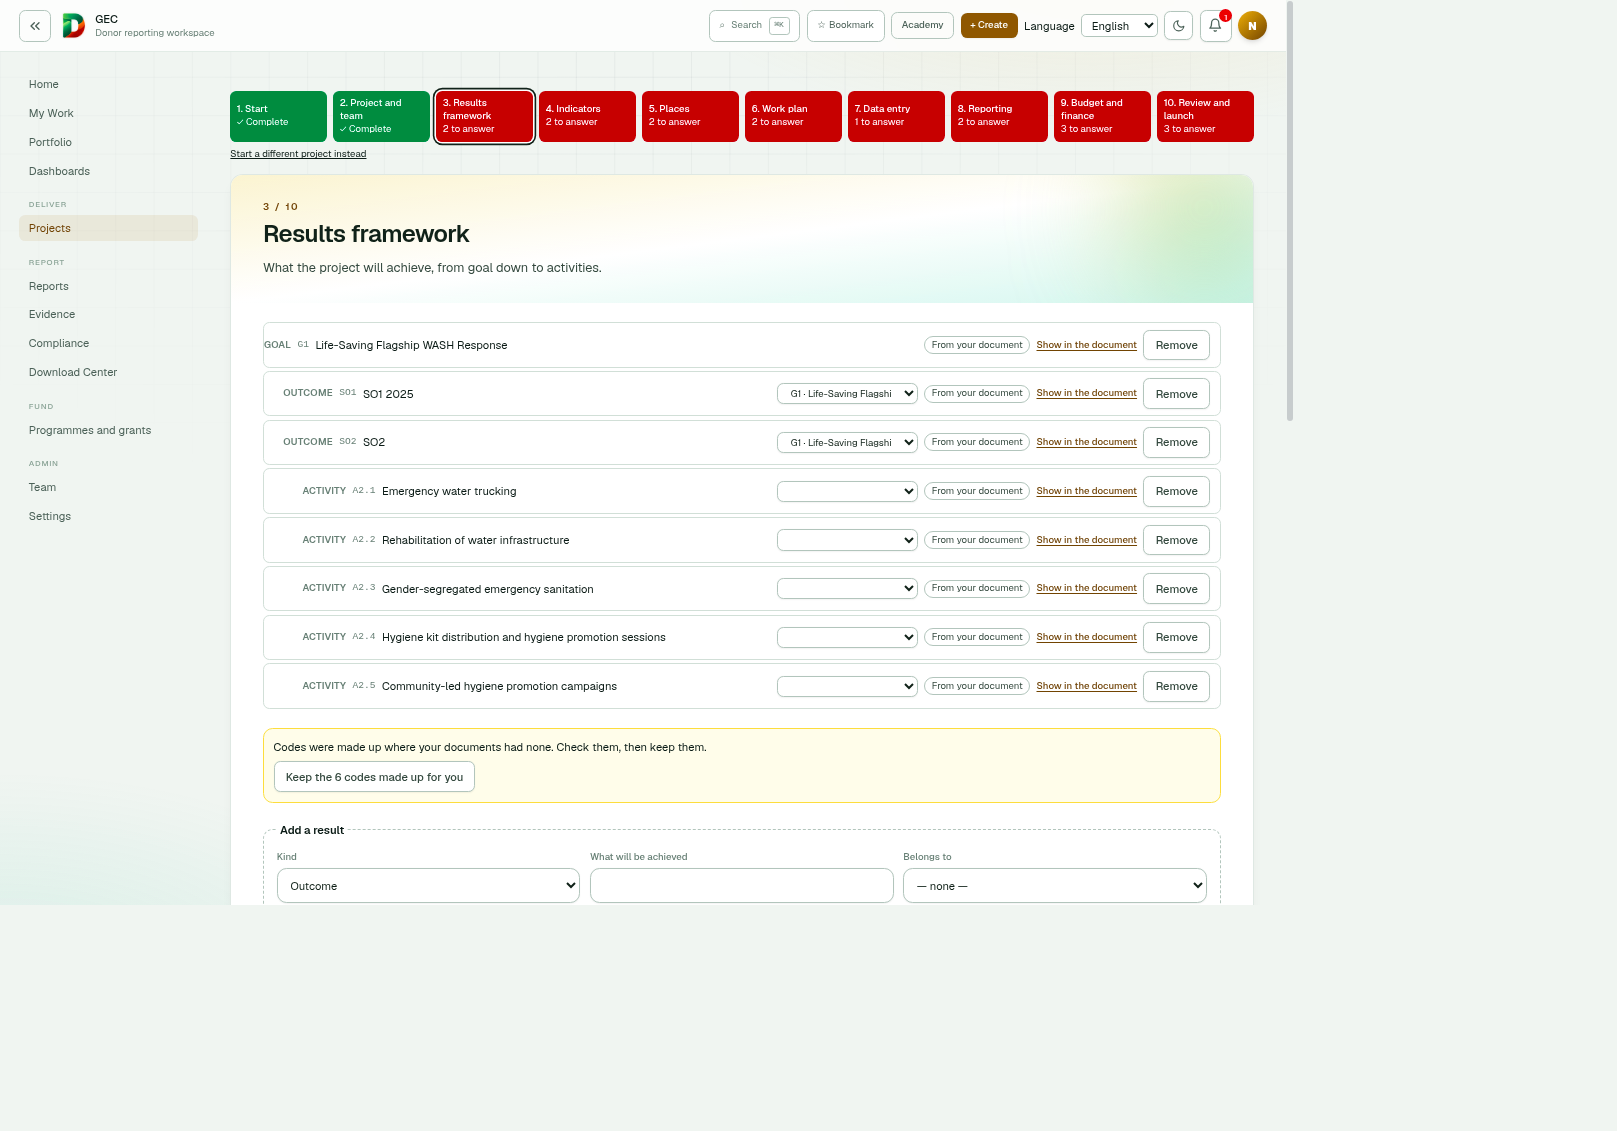 GEC
Donor reporting workspace
Search ⌘K
☆ Bookmark
Academy
+ Create
Language
English
1
N
Home
My Work
Portfolio
Dashboards
DELIVER
Projects
REPORT
Reports
Evidence
Compliance
Download Center
FUND
Programmes and grants
ADMIN
Team
Settings
1. Start
✓ Complete
2. Project and team
✓ Complete
3. Results framework
2 to answer
4. Indicators
2 to answer
5. Places
2 to answer
6. Work plan
2 to answer
7. Data entry
1 to answer
8. Reporting
2 to answer
9. Budget and finance
3 to answer
10. Review and launch
3 to answer
Start a different project instead
3 / 10
Results framework
What the project will achieve, from goal down to activities.
GOAL G1 Life-Saving Flagship WASH Response From your document Show in the document Remove
OUTCOME SO1 SO1 2025 G1 · Life-Saving Flagshi From your document Show in the document Remove
OUTCOME SO2 SO2 G1 · Life-Saving Flagshi From your document Show in the document Remove
ACTIVITY A2.1 Emergency water trucking From your document Show in the document Remove
ACTIVITY A2.2 Rehabilitation of water infrastructure From your document Show in the document Remove
ACTIVITY A2.3 Gender-segregated emergency sanitation From your document Show in the document Remove
ACTIVITY A2.4 Hygiene kit distribution and hygiene promotion sessions From your document Show in the document Remove
ACTIVITY A2.5 Community-led hygiene promotion campaigns From your document Show in the document Remove
Codes were made up where your documents had none. Check them, then keep them.
Keep the 6 codes made up for you
Add a result
Kind
What will be achieved
Belongs to
Outcome
— none —